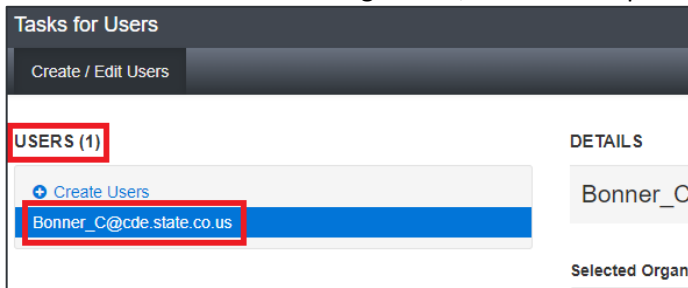 Tasks for Users
Create / Edit Users
USERS (1)
DETAILS
Create Users
Bonner_C
Bonner_C@cde.state.co.us
Selected Organ